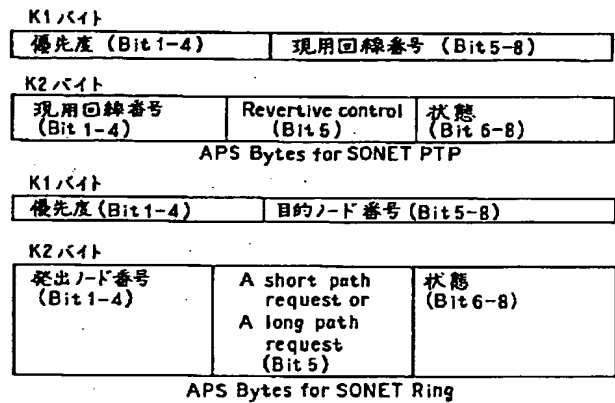 K1バイト
優先度 (Bit 1-4) 現用回線番号 (Bit 5-8)
K2バイト
現用回線番号 Revertive control 状態
(Bit 1-4) (Bit 5) (Bit 6-8)
APS Bytes for SONET PTP
K1バイト
優先度 (Bit 1-4) 目的ノード番号 (Bit 5-8)
K2バイト
発出ノード番号 A short path 状態
(Bit 1-4) request or (Bit 6-8)
A long path
request
(Bit 5)
APS Bytes for SONET Ring